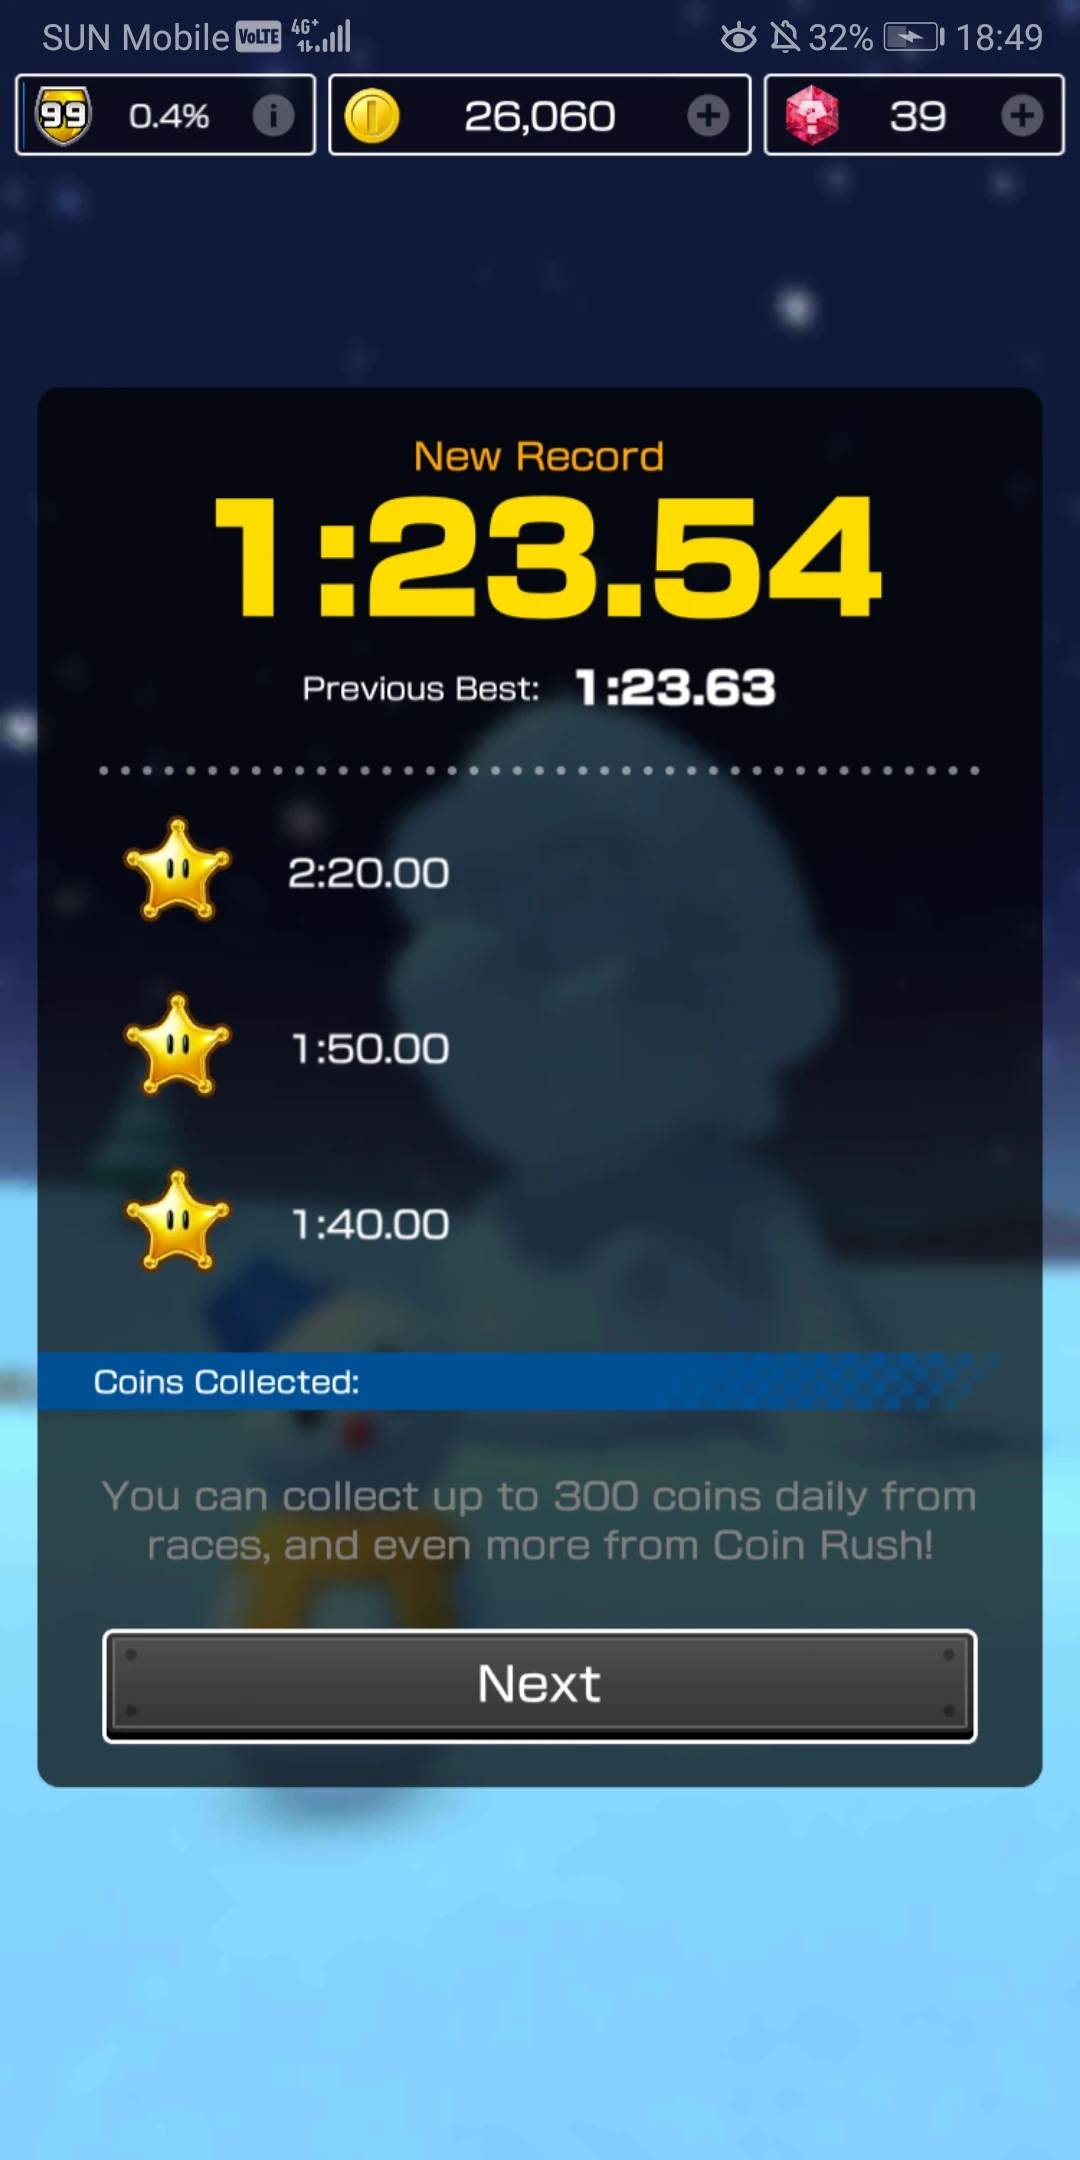 SUN Mobile VoLTE 4G+ 32% 18:49
99 0.4% i 26,060 + 39 +
New Record
1:23.54
Previous Best: 1:23.63
2:20.00
1:50.00
1:40.00
Coins Collected:
You can collect up to 300 coins daily from
races, and even more from Coin Rush!
Next